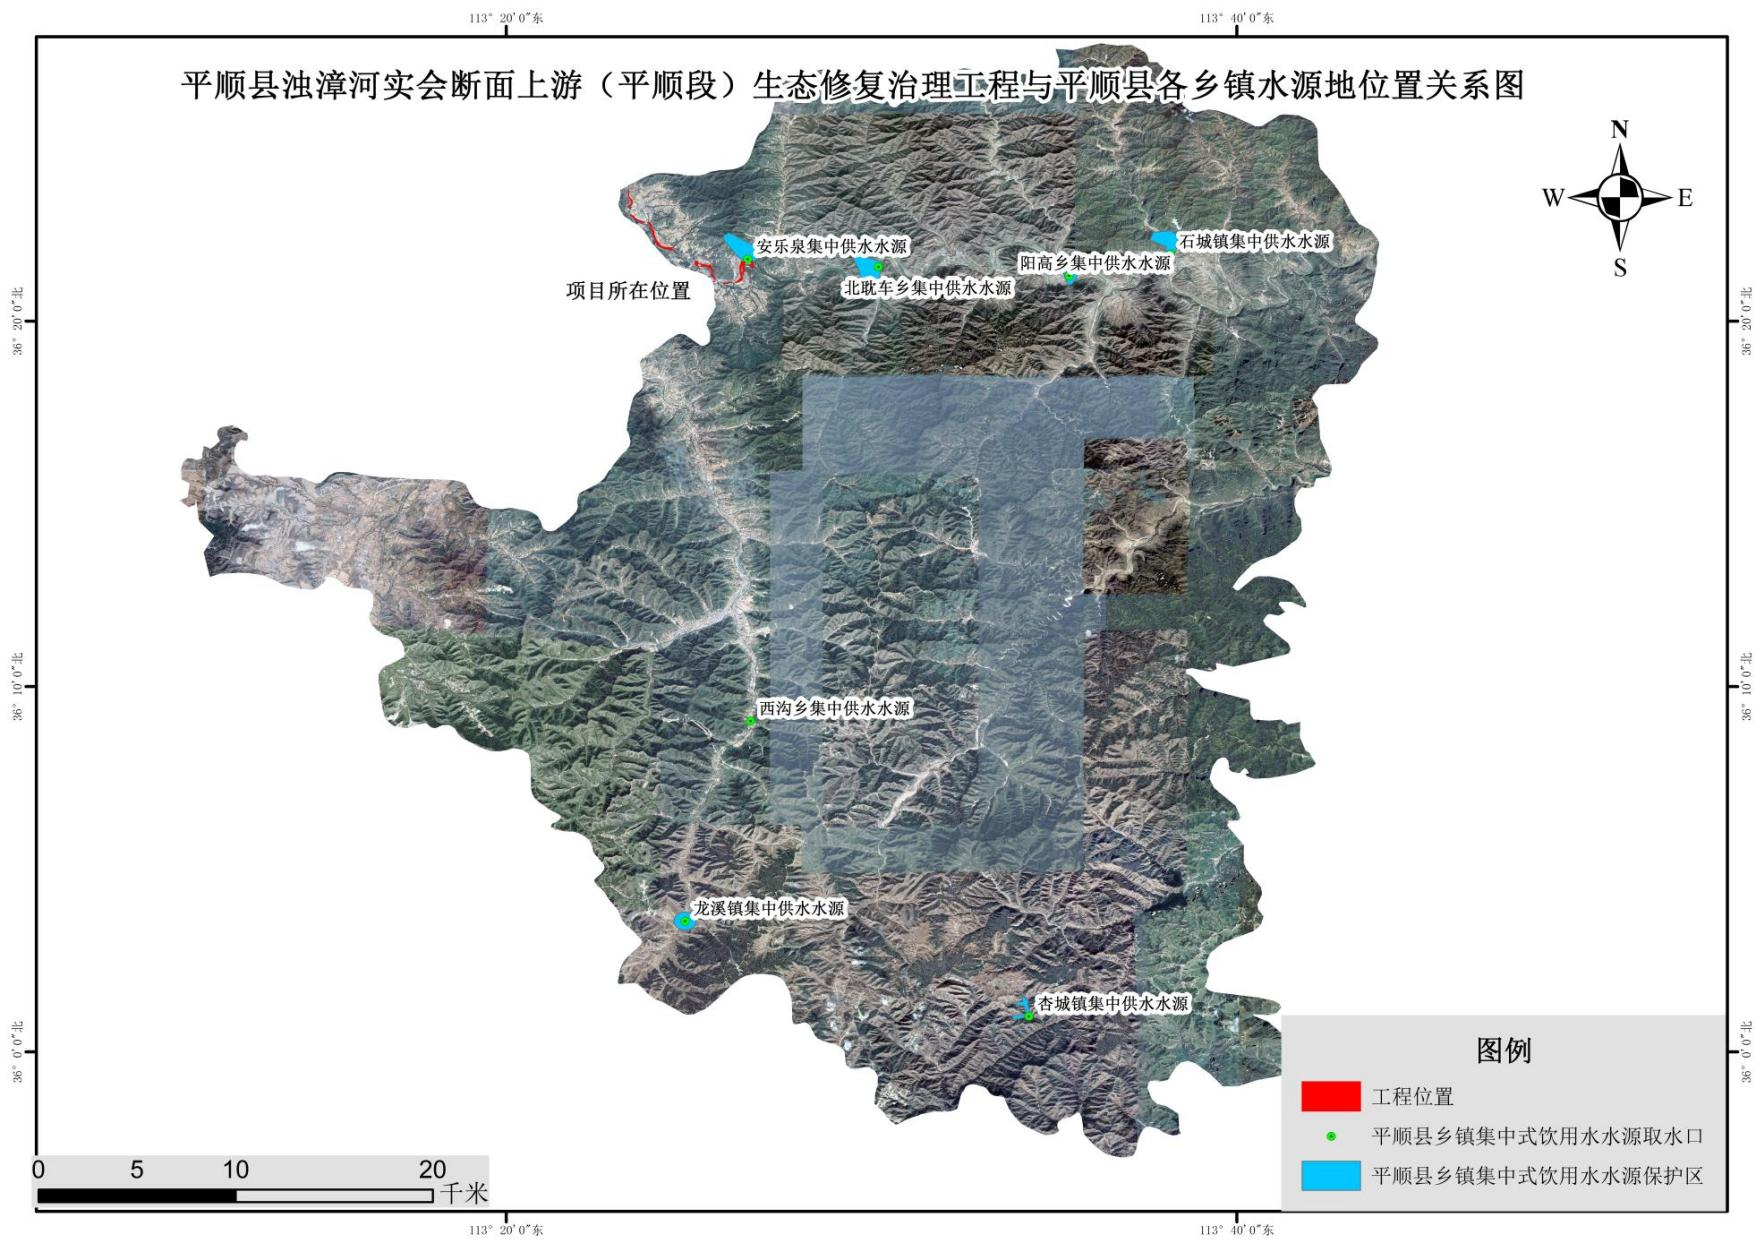 113° 20′0″东
113° 40′0″东
平顺县浊漳河实会断面上游（平顺段）生态修复治理工程与平顺县各乡镇水源地位置关系图
N
W
E
S
安乐泉集中供水水源
石城镇集中供水水源
阳高乡集中供水水源
北耽车乡集中供水水源
项目所在位置
36° 20′0″北
36° 20′0″北
36° 10′0″北
36° 10′0″北
西沟乡集中供水水源
龙溪镇集中供水水源
杏城镇集中供水水源
36° 0′0″北
36° 0′0″北
图例
工程位置
平顺县乡镇集中式饮用水水源取水口
平顺县乡镇集中式饮用水水源保护区
0 5 10 20
千米
113° 20′0″东
113° 40′0″东